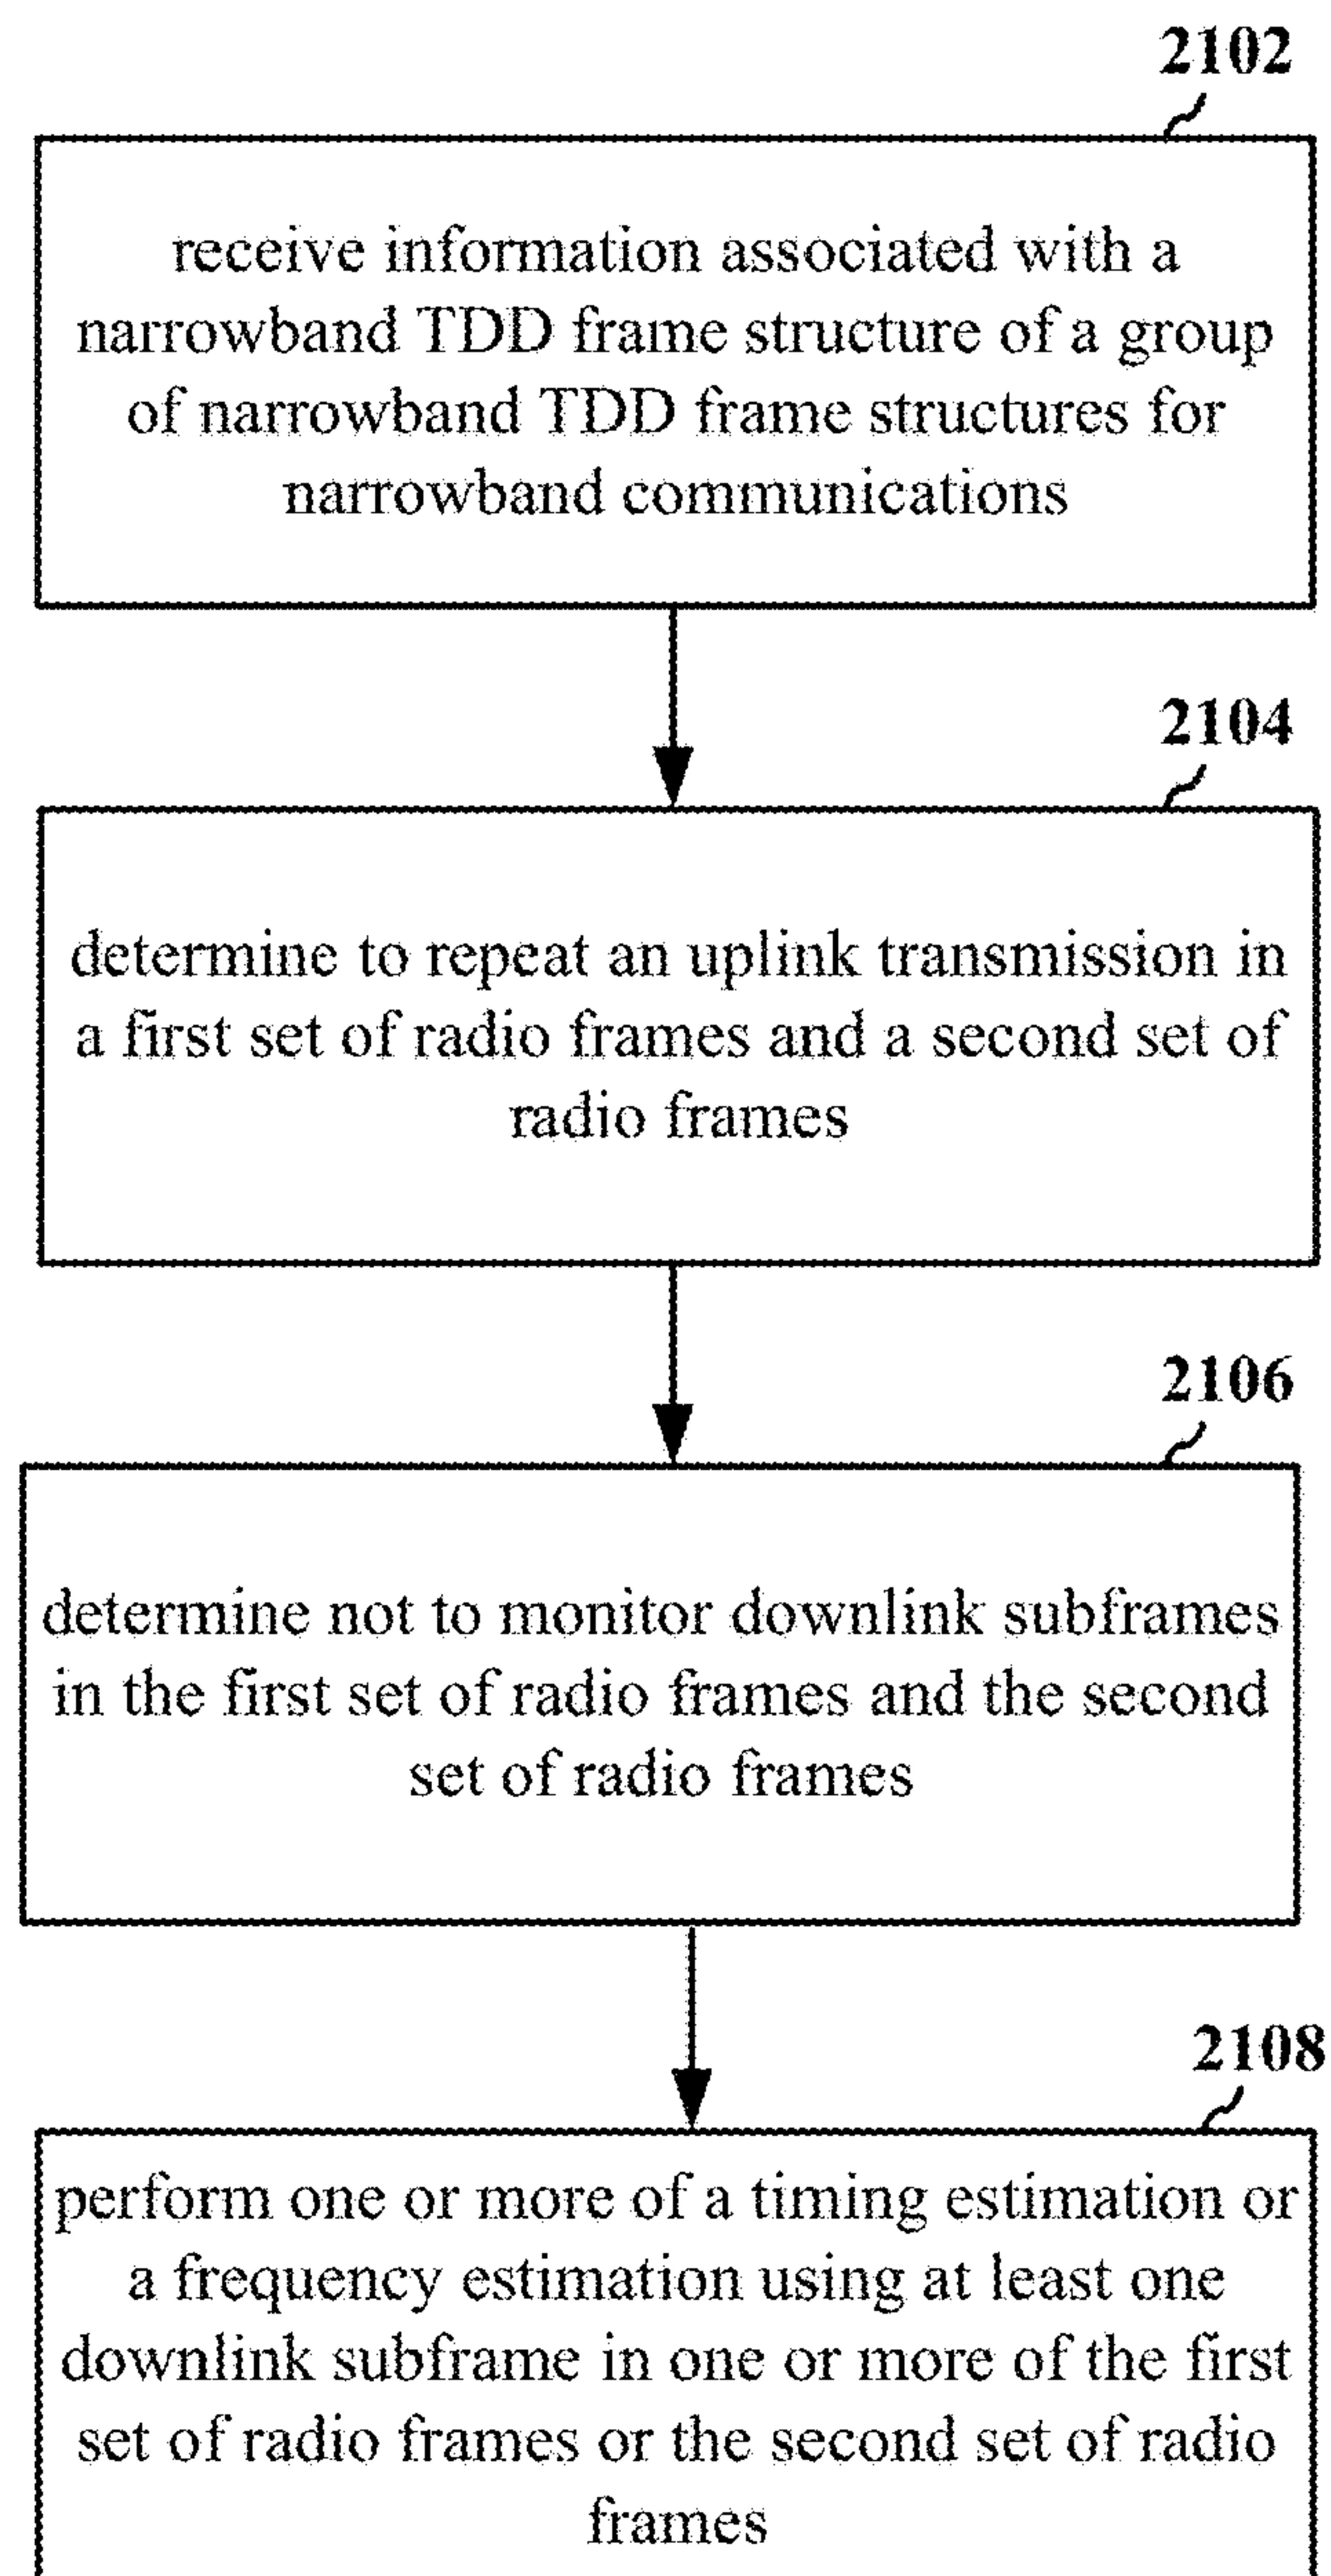 2102
receive information associated with a
narrowband TDD frame structure of a group
of narrowband TDD frame structures for
narrowband communications
2104
determine to repeat an uplink transmission in
a first set of radio frames and a second set of
radio frames
2106
determine not to monitor downlink subframes
in the first set of radio frames and the second
set of radio frames
2108
perform one or more of a timing estimation or
a frequency estimation using at least one
downlink subframe in one or more of the first
set of radio frames or the second set of radio
frames